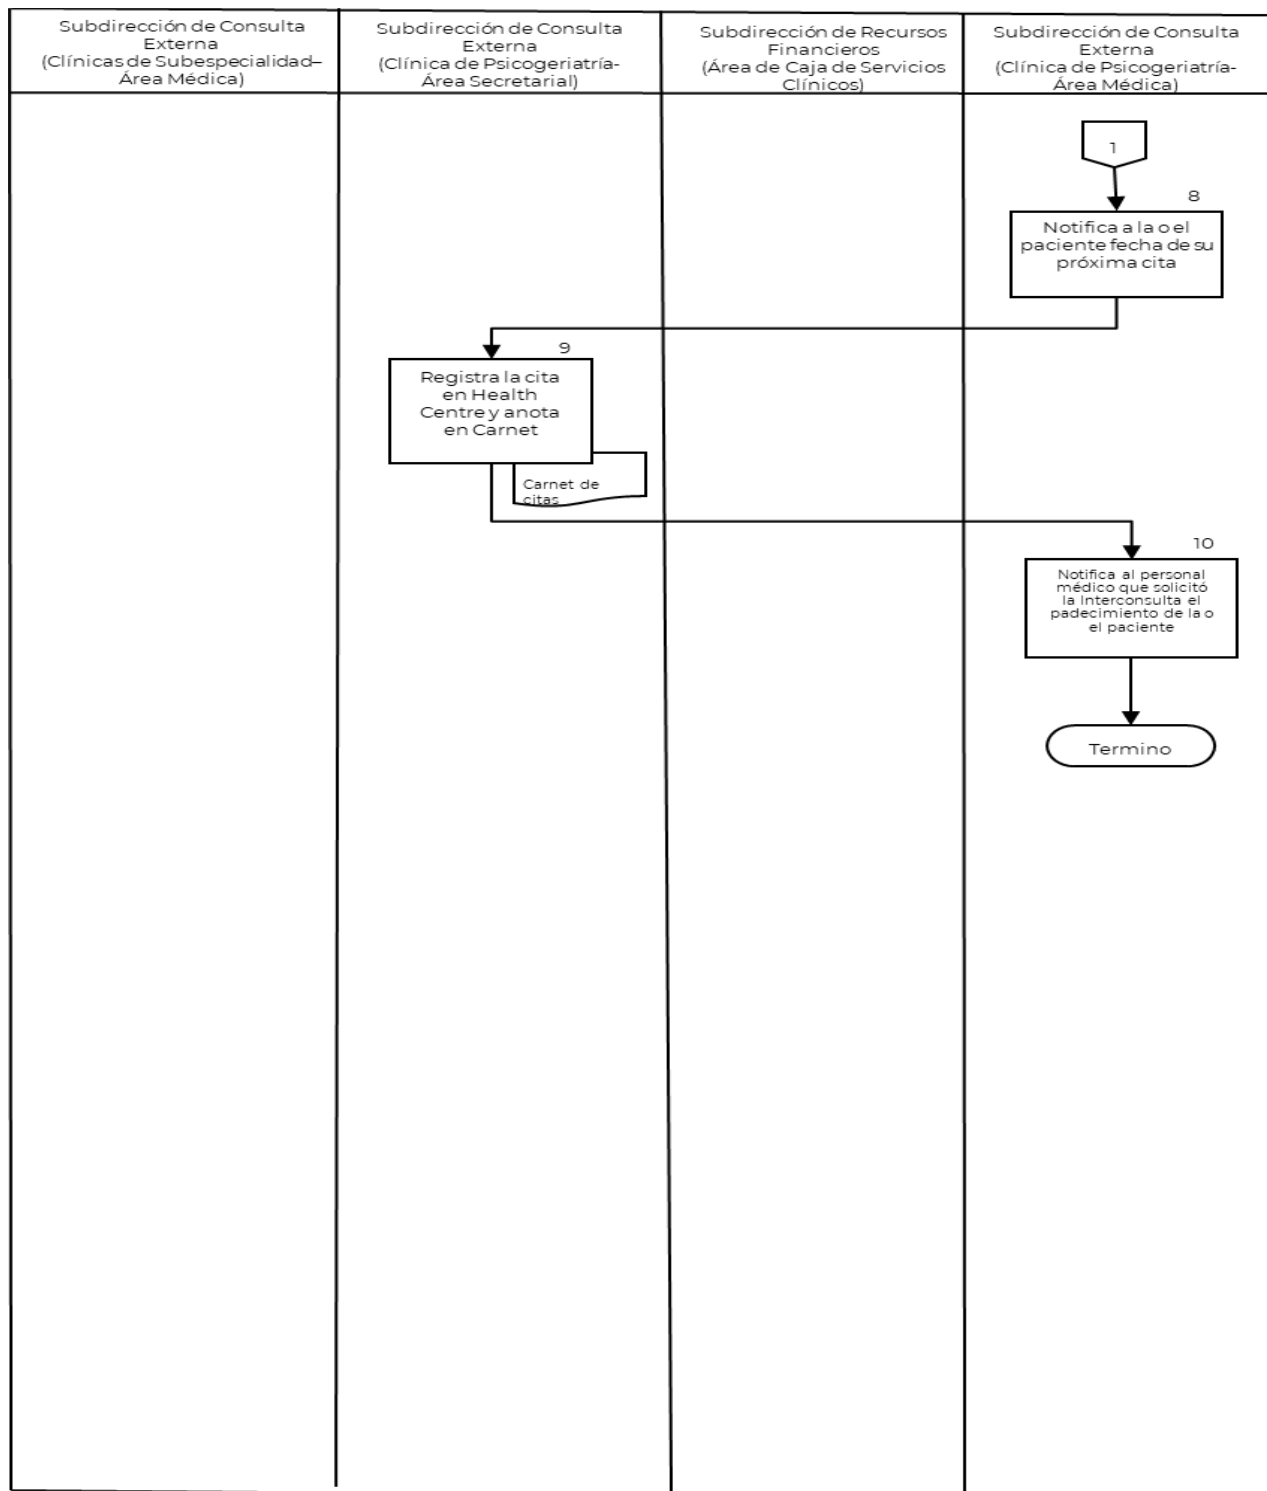 Subdirección de Consulta
Externa
(Clínicas de Subespecialidad–
Área Médica)
Subdirección de Consulta
Externa
(Clínica de Psicogeriatría-
Área Secretarial)
Subdirección de Recursos
Financieros
(Área de Caja de Servicios
Clínicos)
Subdirección de Consulta
Externa
(Clínica de Psicogeriatría-
Área Médica)
1
8
Notifica a la o el
paciente fecha de su
próxima cita
9
Registra la cita
en Health
Centre y anota
en Carnet
Carnet de
citas
10
Notifica al personal
médico que solicitó
la Interconsulta el
padecimiento de la o
el paciente
Termino